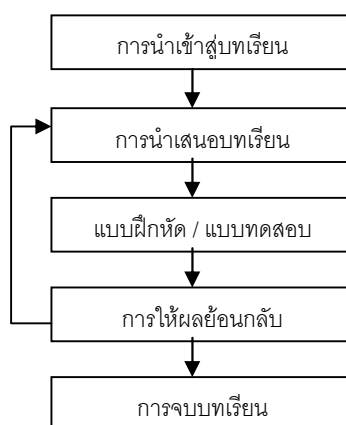 การนำเข้าสู่บทเรียน
การนำเสนอบทเรียน
แบบฝึกหัด / แบบทดสอบ
การให้ผลย้อนกลับ
การจบบทเรียน